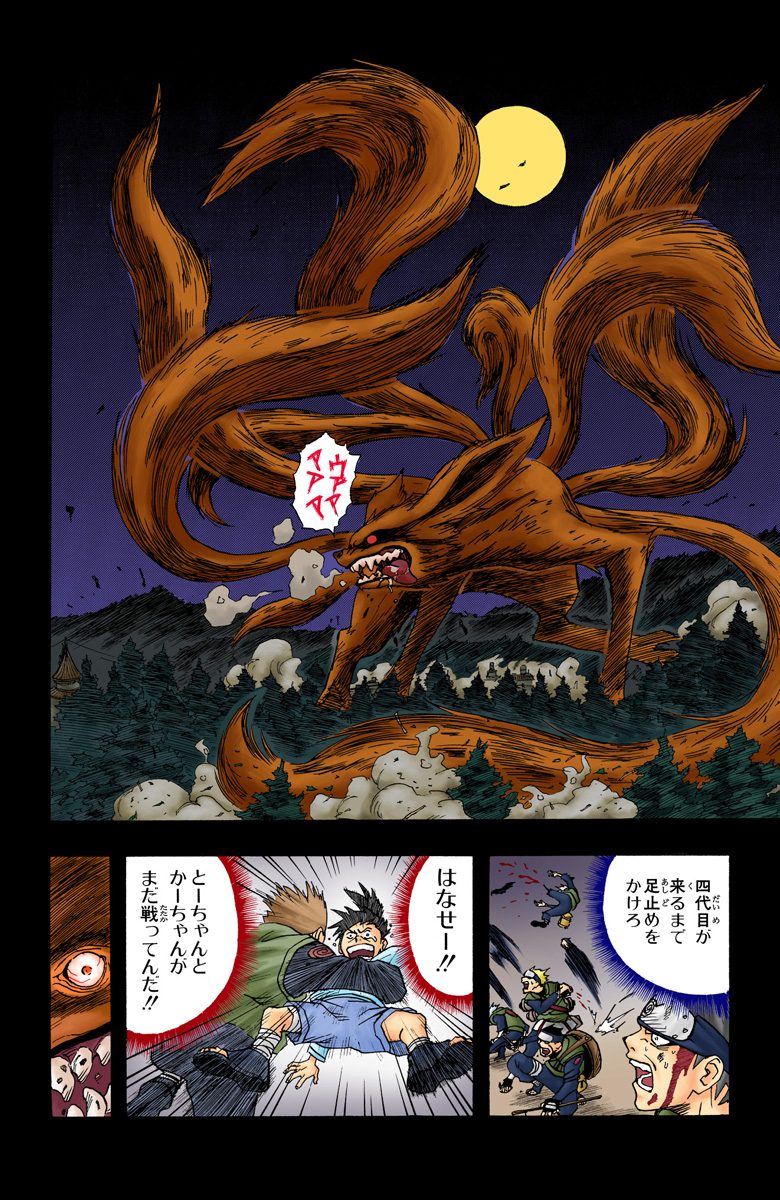 ウァァ
アアア
四代目が
来るまで
足止めを
かけろ
はなせー!!
とーちゃんと
かーちゃんが
まだ戦ってんだ!!